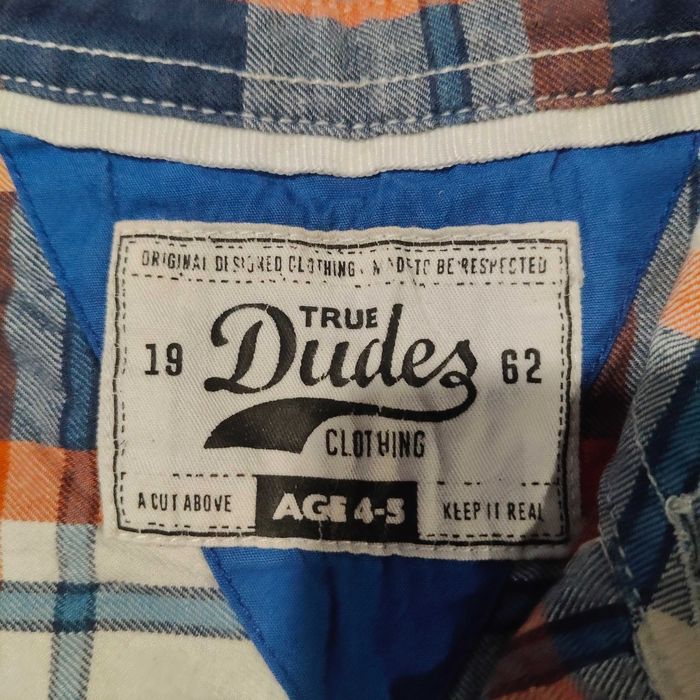 ORIGINAL DESIGNED CLOTHING · MADE TO BE RESPECTED
TRUE
19 Dudes 62
CLOTHING
A CUT ABOVE AGE 4-5 KEEP IT REAL